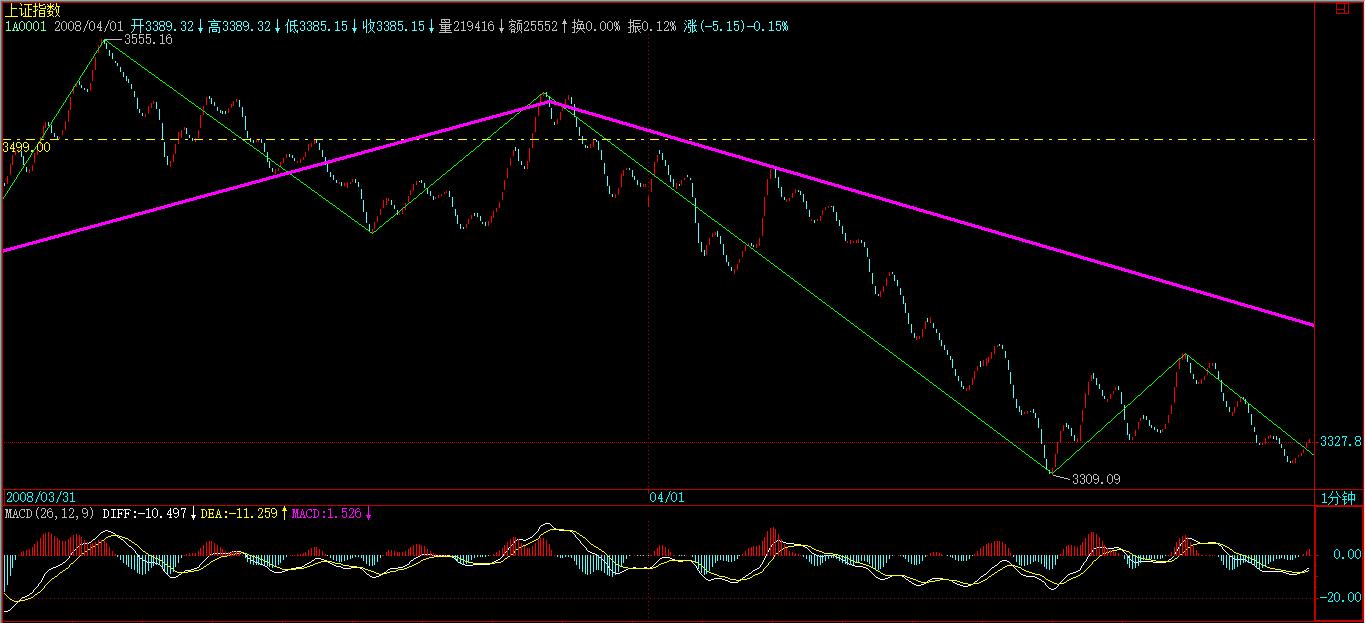 上证指数
1A0001 2008/04/01 开3389.32↓高3389.32↓低3385.15↓收3385.15↓量219416↓额25552↑换0.00% 振0.12% 涨(-5.15)-0.15%
3555.16
3499.00
3327.8
3309.09
2008/03/31 04/01 1分钟
MACD(26,12,9) DIFF:-10.497↓DEA:-11.259↑MACD:1.526↓
0.00
-20.00